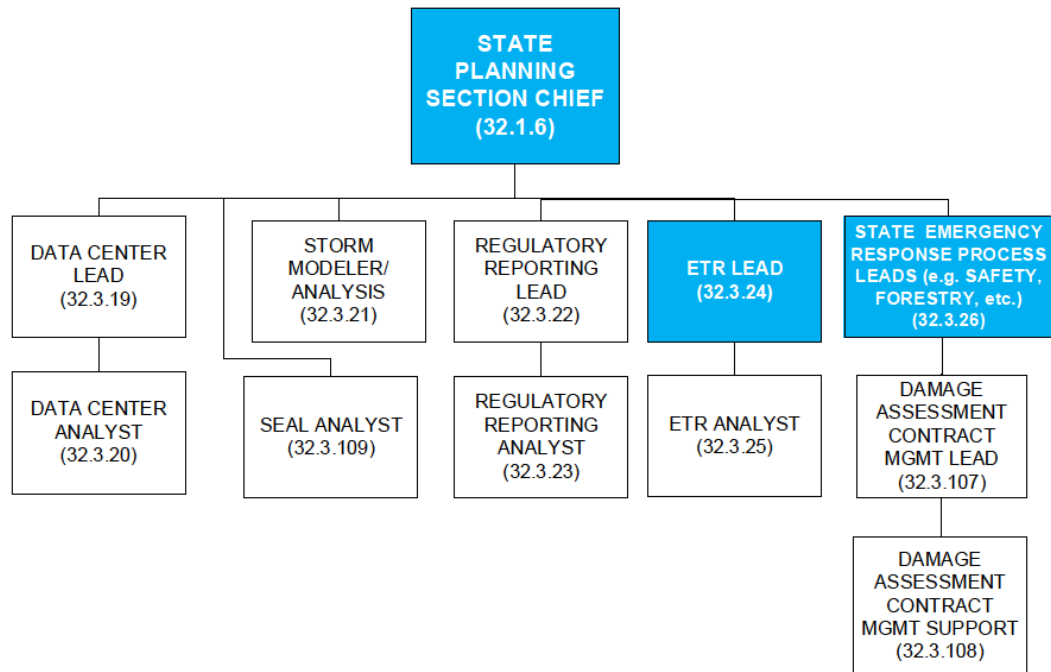 STATE
PLANNING
SECTION CHIEF
(32.1.6)
DATA CENTER
LEAD
(32.3.19)
STORM
MODELER/
ANALYSIS
(32.3.21)
REGULATORY
REPORTING
LEAD
(32.3.22)
ETR LEAD
(32.3.24)
STATE EMERGENCY
RESPONSE PROCESS
LEADS (e.g. SAFETY,
FORESTRY, etc.)
(32.3.26)
DATA CENTER
ANALYST
(32.3.20)
SEAL ANALYST
(32.3.109)
REGULATORY
REPORTING
ANALYST
(32.3.23)
ETR ANALYST
(32.3.25)
DAMAGE
ASSESSMENT
CONTRACT
MGMT LEAD
(32.3.107)
DAMAGE
ASSESSMENT
CONTRACT
MGMT SUPPORT
(32.3.108)